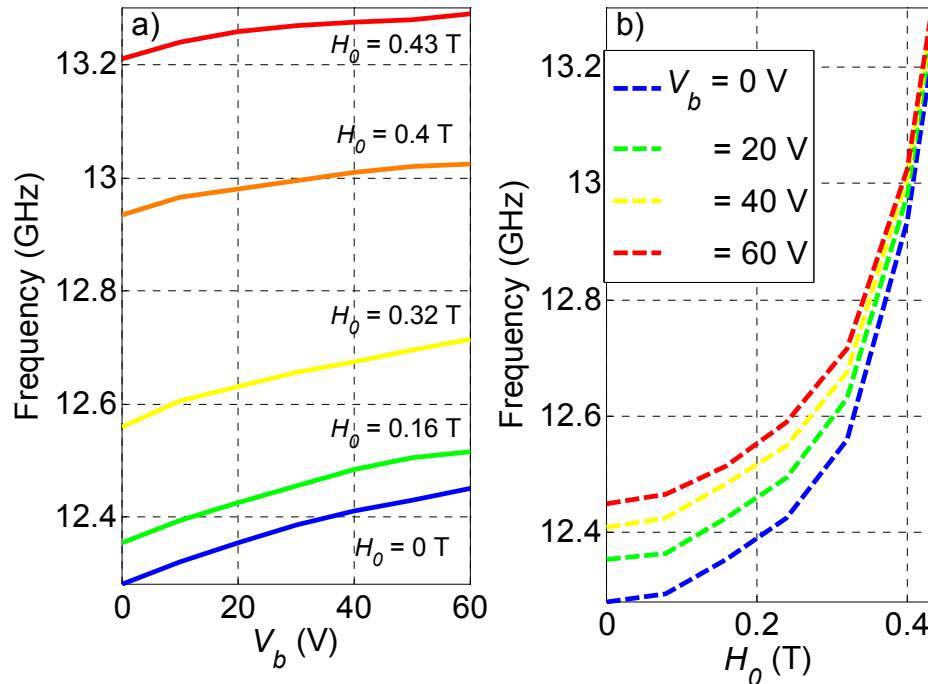 a)
Frequency (GHz)
13.2
13
12.8
12.6
12.4
H0 = 0.43 T
H0 = 0.4 T
H0 = 0.32 T
H0 = 0.16 T
H0 = 0 T
0 20 40 60
Vb (V)
b)
Frequency (GHz)
13.2
13
12.8
12.6
12.4
Vb = 0 V
= 20 V
= 40 V
= 60 V
0 0.2 0.4
H0 (T)